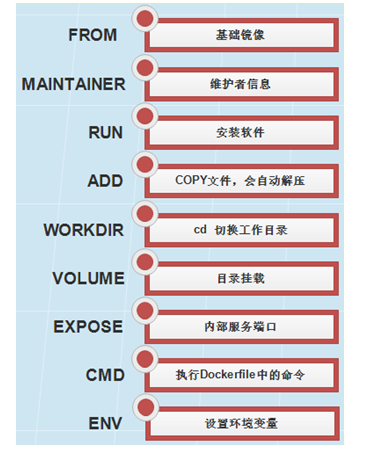 FROM 基础镜像
MAINTAINER 维护者信息
RUN 安装软件
ADD COPY文件，会自动解压
WORKDIR cd 切换工作目录
VOLUME 目录挂载
EXPOSE 内部服务端口
CMD 执行Dockerfile中的命令
ENV 设置环境变量